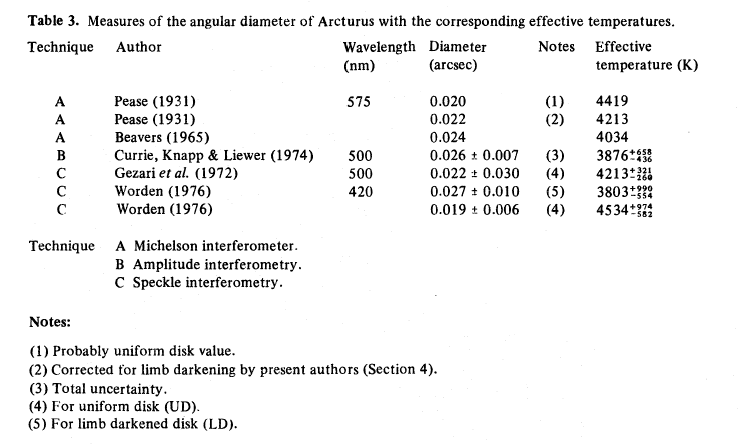 Table 3. Measures of the angular diameter of Arcturus with the corresponding effective temperatures.
Technique Author Wavelength Diameter Notes Effective
(nm) (arcsec) temperature (K)
A Pease (1931) 575 0.020 (1) 4419
A Pease (1931) 0.022 (2) 4213
A Beavers (1965) 0.024 4034
B Currie, Knapp & Liewer (1974) 500 0.026 ± 0.007 (3) 3876 +658 −436
C Gezari et al. (1972) 500 0.022 ± 0.030 (4) 4213 +321 −260
C Worden (1976) 420 0.027 ± 0.010 (5) 3803 +990 −554
C Worden (1976) 0.019 ± 0.006 (4) 4534 +974 −582
Technique A Michelson interferometer.
B Amplitude interferometry.
C Speckle interferometry.
Notes:
(1) Probably uniform disk value.
(2) Corrected for limb darkening by present authors (Section 4).
(3) Total uncertainty.
(4) For uniform disk (UD).
(5) For limb darkened disk (LD).